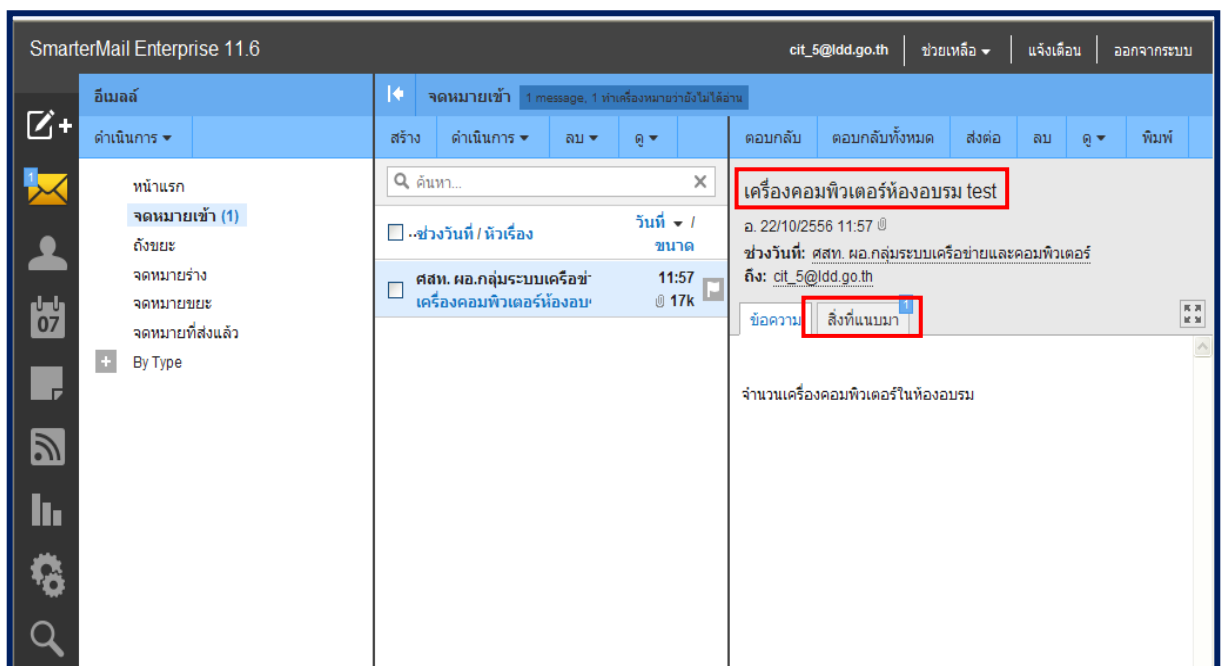 SmarterMail Enterprise 11.6
cit_5@ldd.go.th
ช่วยเหลือ
แจ้งเตือน
ออกจากระบบ
อีเมลล์
จดหมายเข้า
1 message, 1 ทำเครื่องหมายว่ายังไม่ได้อ่าน
ดำเนินการ
สร้าง
ดำเนินการ
ลบ
ดู
ตอบกลับ
ตอบกลับทั้งหมด
ส่งต่อ
ลบ
ดู
พิมพ์
1
07
หน้าแรก
จดหมายเข้า (1)
ถังขยะ
จดหมายร่าง
จดหมายขยะ
จดหมายที่ส่งแล้ว
By Type
ค้นหา...
..ช่วงวันที่ / หัวเรื่อง
วันที่ /
ขนาด
ศสท. ผอ.กลุ่มระบบเครือข่
11:57
เครื่องคอมพิวเตอร์ห้องอบ
17k
เครื่องคอมพิวเตอร์ห้องอบรม test
อ. 22/10/2556 11:57
ช่วงวันที่: ศสท. ผอ.กลุ่มระบบเครือข่ายและคอมพิวเตอร์
ถึง: cit_5@ldd.go.th
ข้อความ
สิ่งที่แนบมา
1
จำนวนเครื่องคอมพิวเตอร์ในห้องอบรม